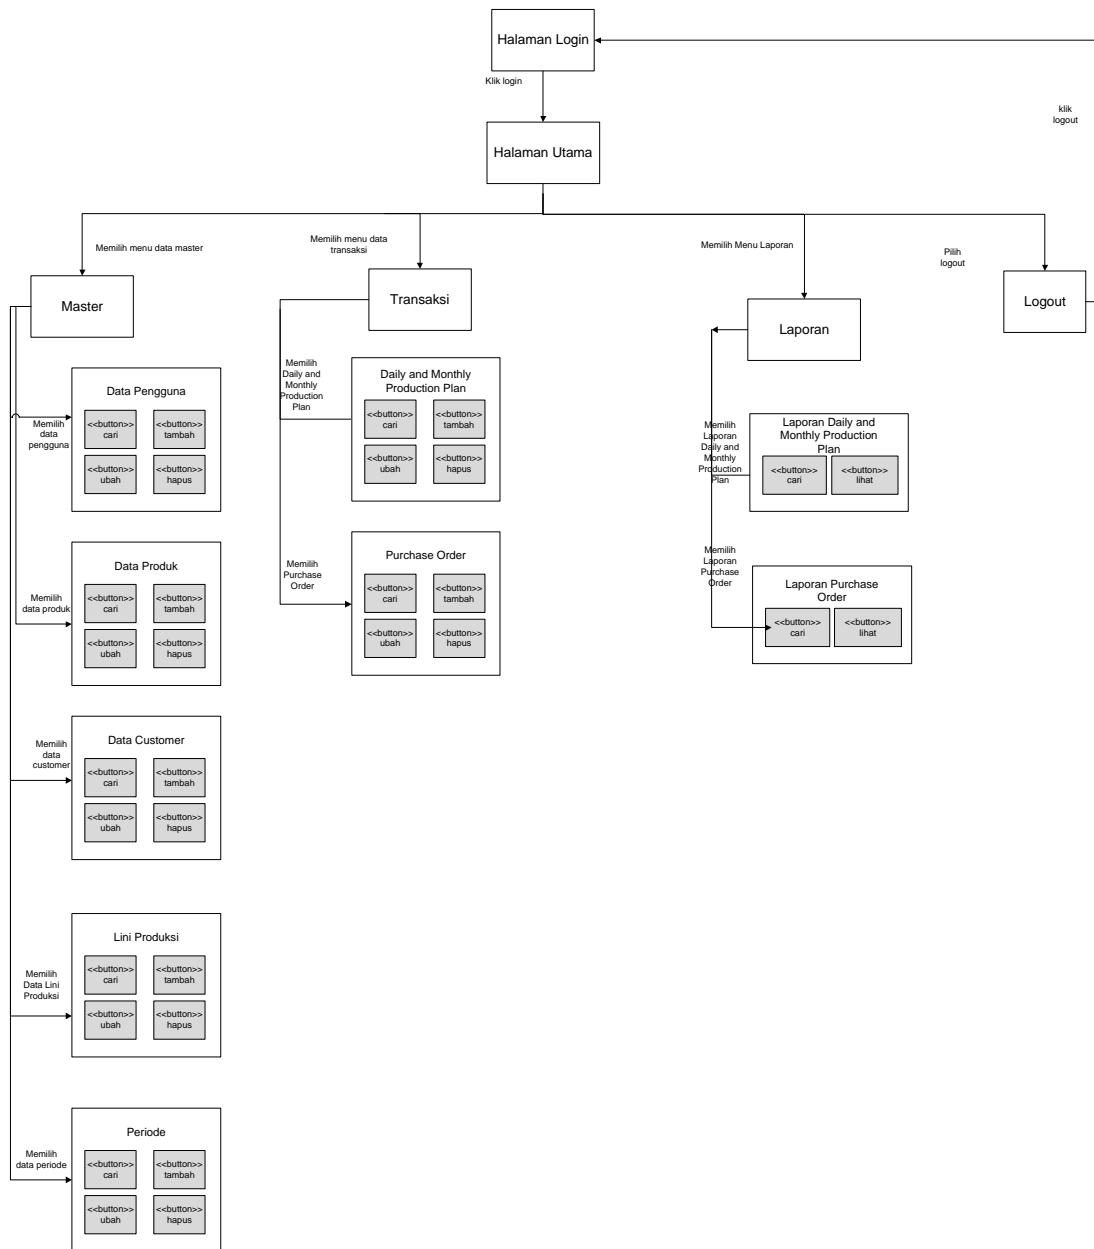 Halaman Login
Klik login
klik
logout
Halaman Utama
Memilih menu data master
Memilih menu data
transaksi
Memilih Menu Laporan
Pilih
logout
Master
Transaksi
Laporan
Logout
Data Pengguna
<<button>>
cari
<<button>>
tambah
<<button>>
ubah
<<button>>
hapus
Memilih
data
pengguna
Data Produk
<<button>>
cari
<<button>>
tambah
<<button>>
ubah
<<button>>
hapus
Memilih
data produk
Data Customer
<<button>>
cari
<<button>>
tambah
<<button>>
ubah
<<button>>
hapus
Memilih
data
customer
Lini Produksi
<<button>>
cari
<<button>>
tambah
<<button>>
ubah
<<button>>
hapus
Memilih
Data Lini
Produksi
Periode
<<button>>
cari
<<button>>
tambah
<<button>>
ubah
<<button>>
hapus
Memilih
data periode
Memilih
Daily and
Monthly
Production
Plan
Daily and Monthly
Production Plan
<<button>>
cari
<<button>>
tambah
<<button>>
ubah
<<button>>
hapus
Memilih
Purchase
Order
Purchase Order
<<button>>
cari
<<button>>
tambah
<<button>>
ubah
<<button>>
hapus
Memilih
Laporan
Daily and
Monthly
Production
Plan
Laporan Daily and
Monthly Production
Plan
<<button>>
cari
<<button>>
lihat
Memilih
Laporan
Purchase
Order
Laporan Purchase
Order
<<button>>
cari
<<button>>
lihat